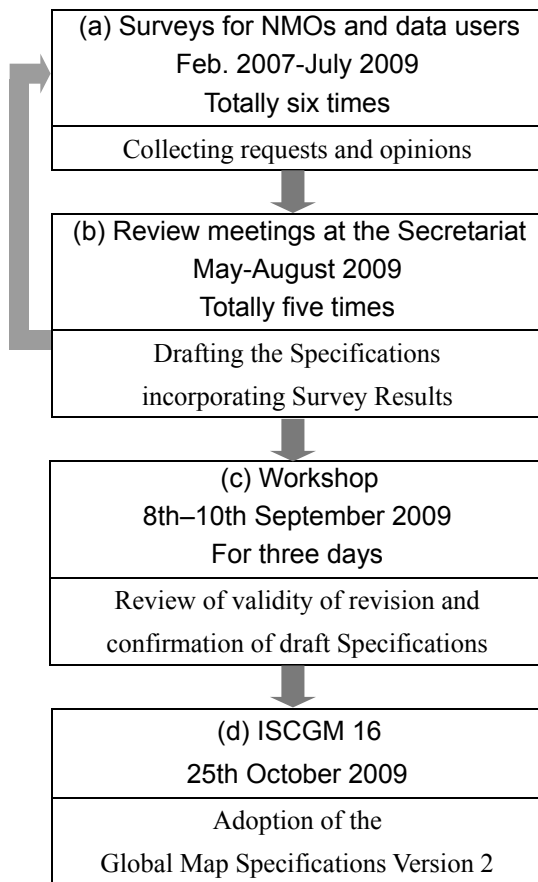 (a) Surveys for NMOs and data users
Feb. 2007-July 2009
Totally six times
Collecting requests and opinions
(b) Review meetings at the Secretariat
May-August 2009
Totally five times
Drafting the Specifications
incorporating Survey Results
(c) Workshop
8th–10th September 2009
For three days
Review of validity of revision and
confirmation of draft Specifications
(d) ISCGM 16
25th October 2009
Adoption of the
Global Map Specifications Version 2